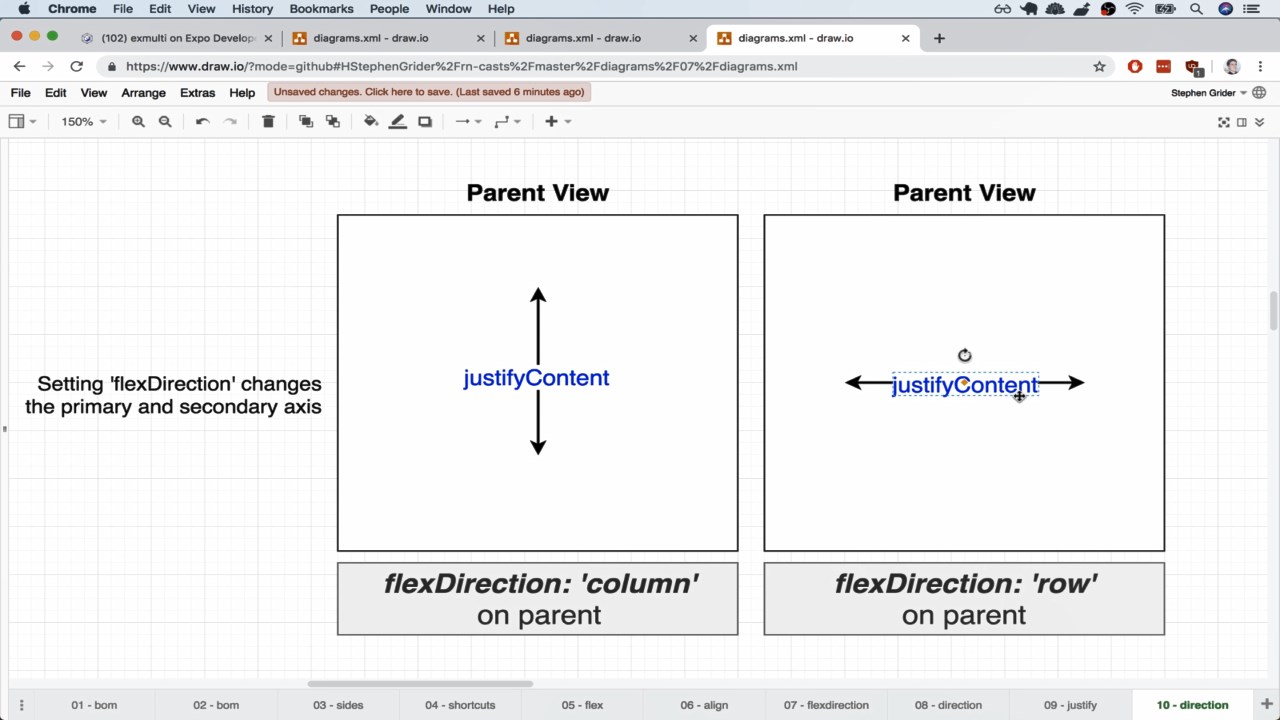 Chrome File Edit View History Bookmarks People Window Help
(102) exmulti on Expo Develop
diagrams.xml - draw.io
diagrams.xml - draw.io
diagrams.xml - draw.io
https://www.draw.io/?mode=github#HStephenGrider%2Frn-casts%2Fmaster%2Fdiagrams%2F07%2Fdiagrams.xml
1
File Edit View Arrange Extras Help
Unsaved changes. Click here to save. (Last saved 6 minutes ago)
Stephen Grider
150%
Parent View
Parent View
Setting 'flexDirection' changes
the primary and secondary axis
justifyContent
justifyContent
flexDirection: 'column'
on parent
flexDirection: 'row'
on parent
01 - bom
02 - bom
03 - sides
04 - shortcuts
05 - flex
06 - align
07 - flexdirection
08 - direction
09 - justify
10 - direction